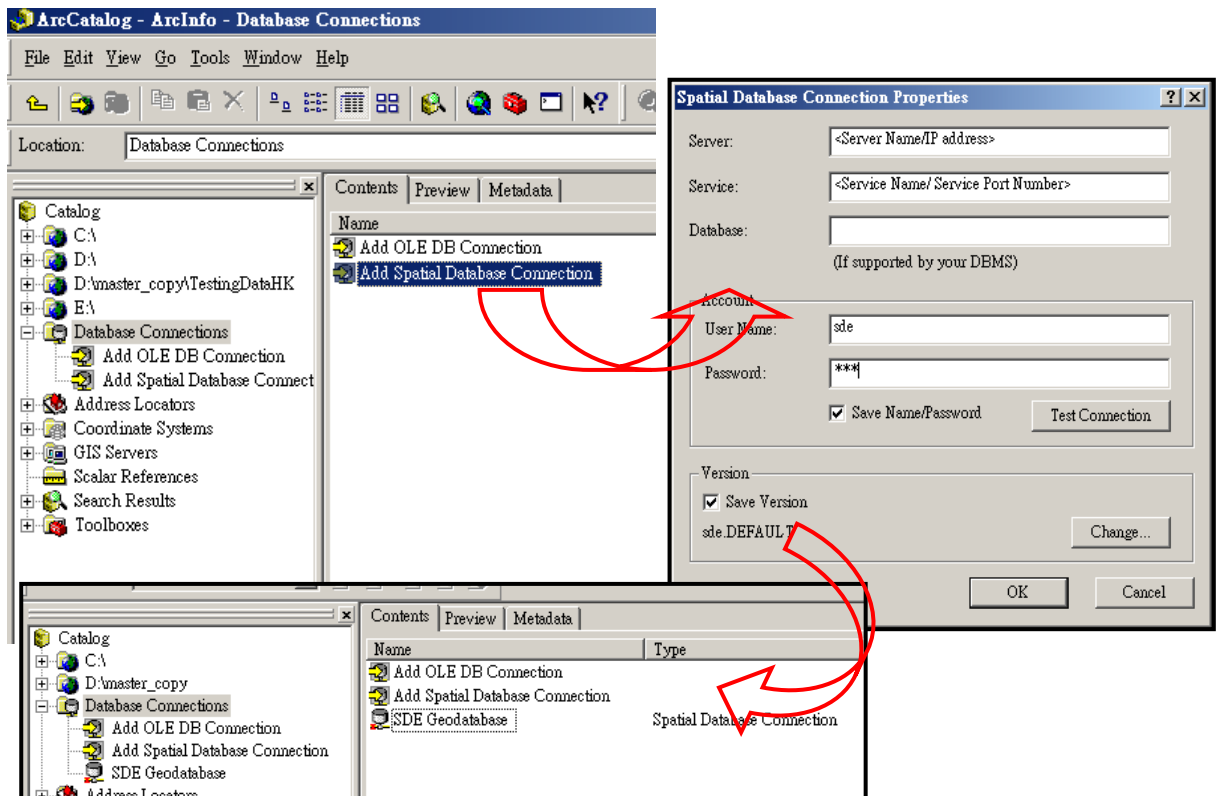 ArcCatalog - ArcInfo - Database Connections
File Edit View Go Tools Window Help
Location: Database Connections
Catalog
C:\
D:\
D:\master_copy\TestingDataHK
E:\
Database Connections
Add OLE DB Connection
Add Spatial Database Connect
Address Locators
Coordinate Systems
GIS Servers
Scalar References
Search Results
Toolboxes
Contents Preview Metadata
Name
Add OLE DB Connection
Add Spatial Database Connection
Spatial Database Connection Properties
Server: <Server Name/IP address>
Service: <Service Name/ Service Port Number>
Database:
(If supported by your DBMS)
Account
User Name: sde
Password: ***
Save Name/Password Test Connection
Version
Save Version
sde.DEFAULT Change...
OK Cancel
Catalog
C:\
D:\master_copy
Database Connections
Add OLE DB Connection
Add Spatial Database Connection
SDE Geodatabase
Address Locators
Contents Preview Metadata
Name Type
Add OLE DB Connection
Add Spatial Database Connection
SDE Geodatabase Spatial Database Connection